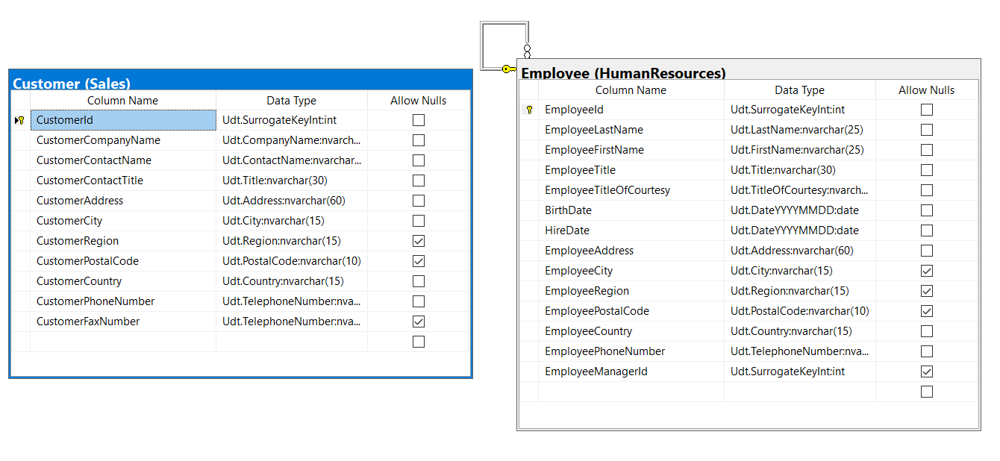 Customer (Sales)
Column Name Data Type Allow Nulls
CustomerId Udt.SurrogateKeyInt:int
CustomerCompanyName Udt.CompanyName:nvarch...
CustomerContactName Udt.ContactName:nvarchar...
CustomerContactTitle Udt.Title:nvarchar(30)
CustomerAddress Udt.Address:nvarchar(60)
CustomerCity Udt.City:nvarchar(15)
CustomerRegion Udt.Region:nvarchar(15)
CustomerPostalCode Udt.PostalCode:nvarchar(10)
CustomerCountry Udt.Country:nvarchar(15)
CustomerPhoneNumber Udt.TelephoneNumber:nva...
CustomerFaxNumber Udt.TelephoneNumber:nva...
Employee (HumanResources)
Column Name Data Type Allow Nulls
EmployeeId Udt.SurrogateKeyInt:int
EmployeeLastName Udt.LastName:nvarchar(25)
EmployeeFirstName Udt.FirstName:nvarchar(25)
EmployeeTitle Udt.Title:nvarchar(30)
EmployeeTitleOfCourtesy Udt.TitleOfCourtesy:nvarch...
BirthDate Udt.DateYYYYMMDD:date
HireDate Udt.DateYYYYMMDD:date
EmployeeAddress Udt.Address:nvarchar(60)
EmployeeCity Udt.City:nvarchar(15)
EmployeeRegion Udt.Region:nvarchar(15)
EmployeePostalCode Udt.PostalCode:nvarchar(10)
EmployeeCountry Udt.Country:nvarchar(15)
EmployeePhoneNumber Udt.TelephoneNumber:nva...
EmployeeManagerId Udt.SurrogateKeyInt:int